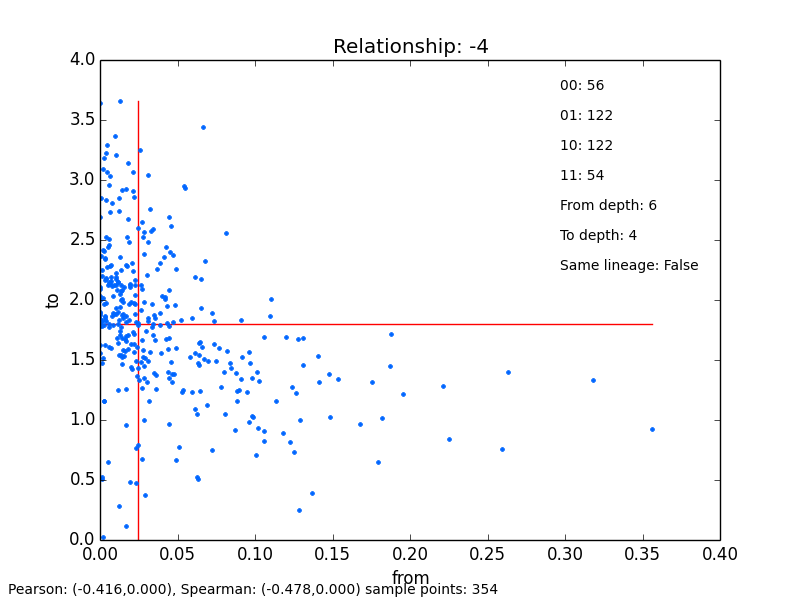 Relationship: -4
4.0
3.5
3.0
2.5
2.0
1.5
1.0
0.5
0.0
to
00: 56
01: 122
10: 122
11: 54
From depth: 6
To depth: 4
Same lineage: False
0.00 0.05 0.10 0.15 0.20 0.25 0.30 0.35 0.40
from
Pearson: (-0.416,0.000), Spearman: (-0.478,0.000) sample points: 354